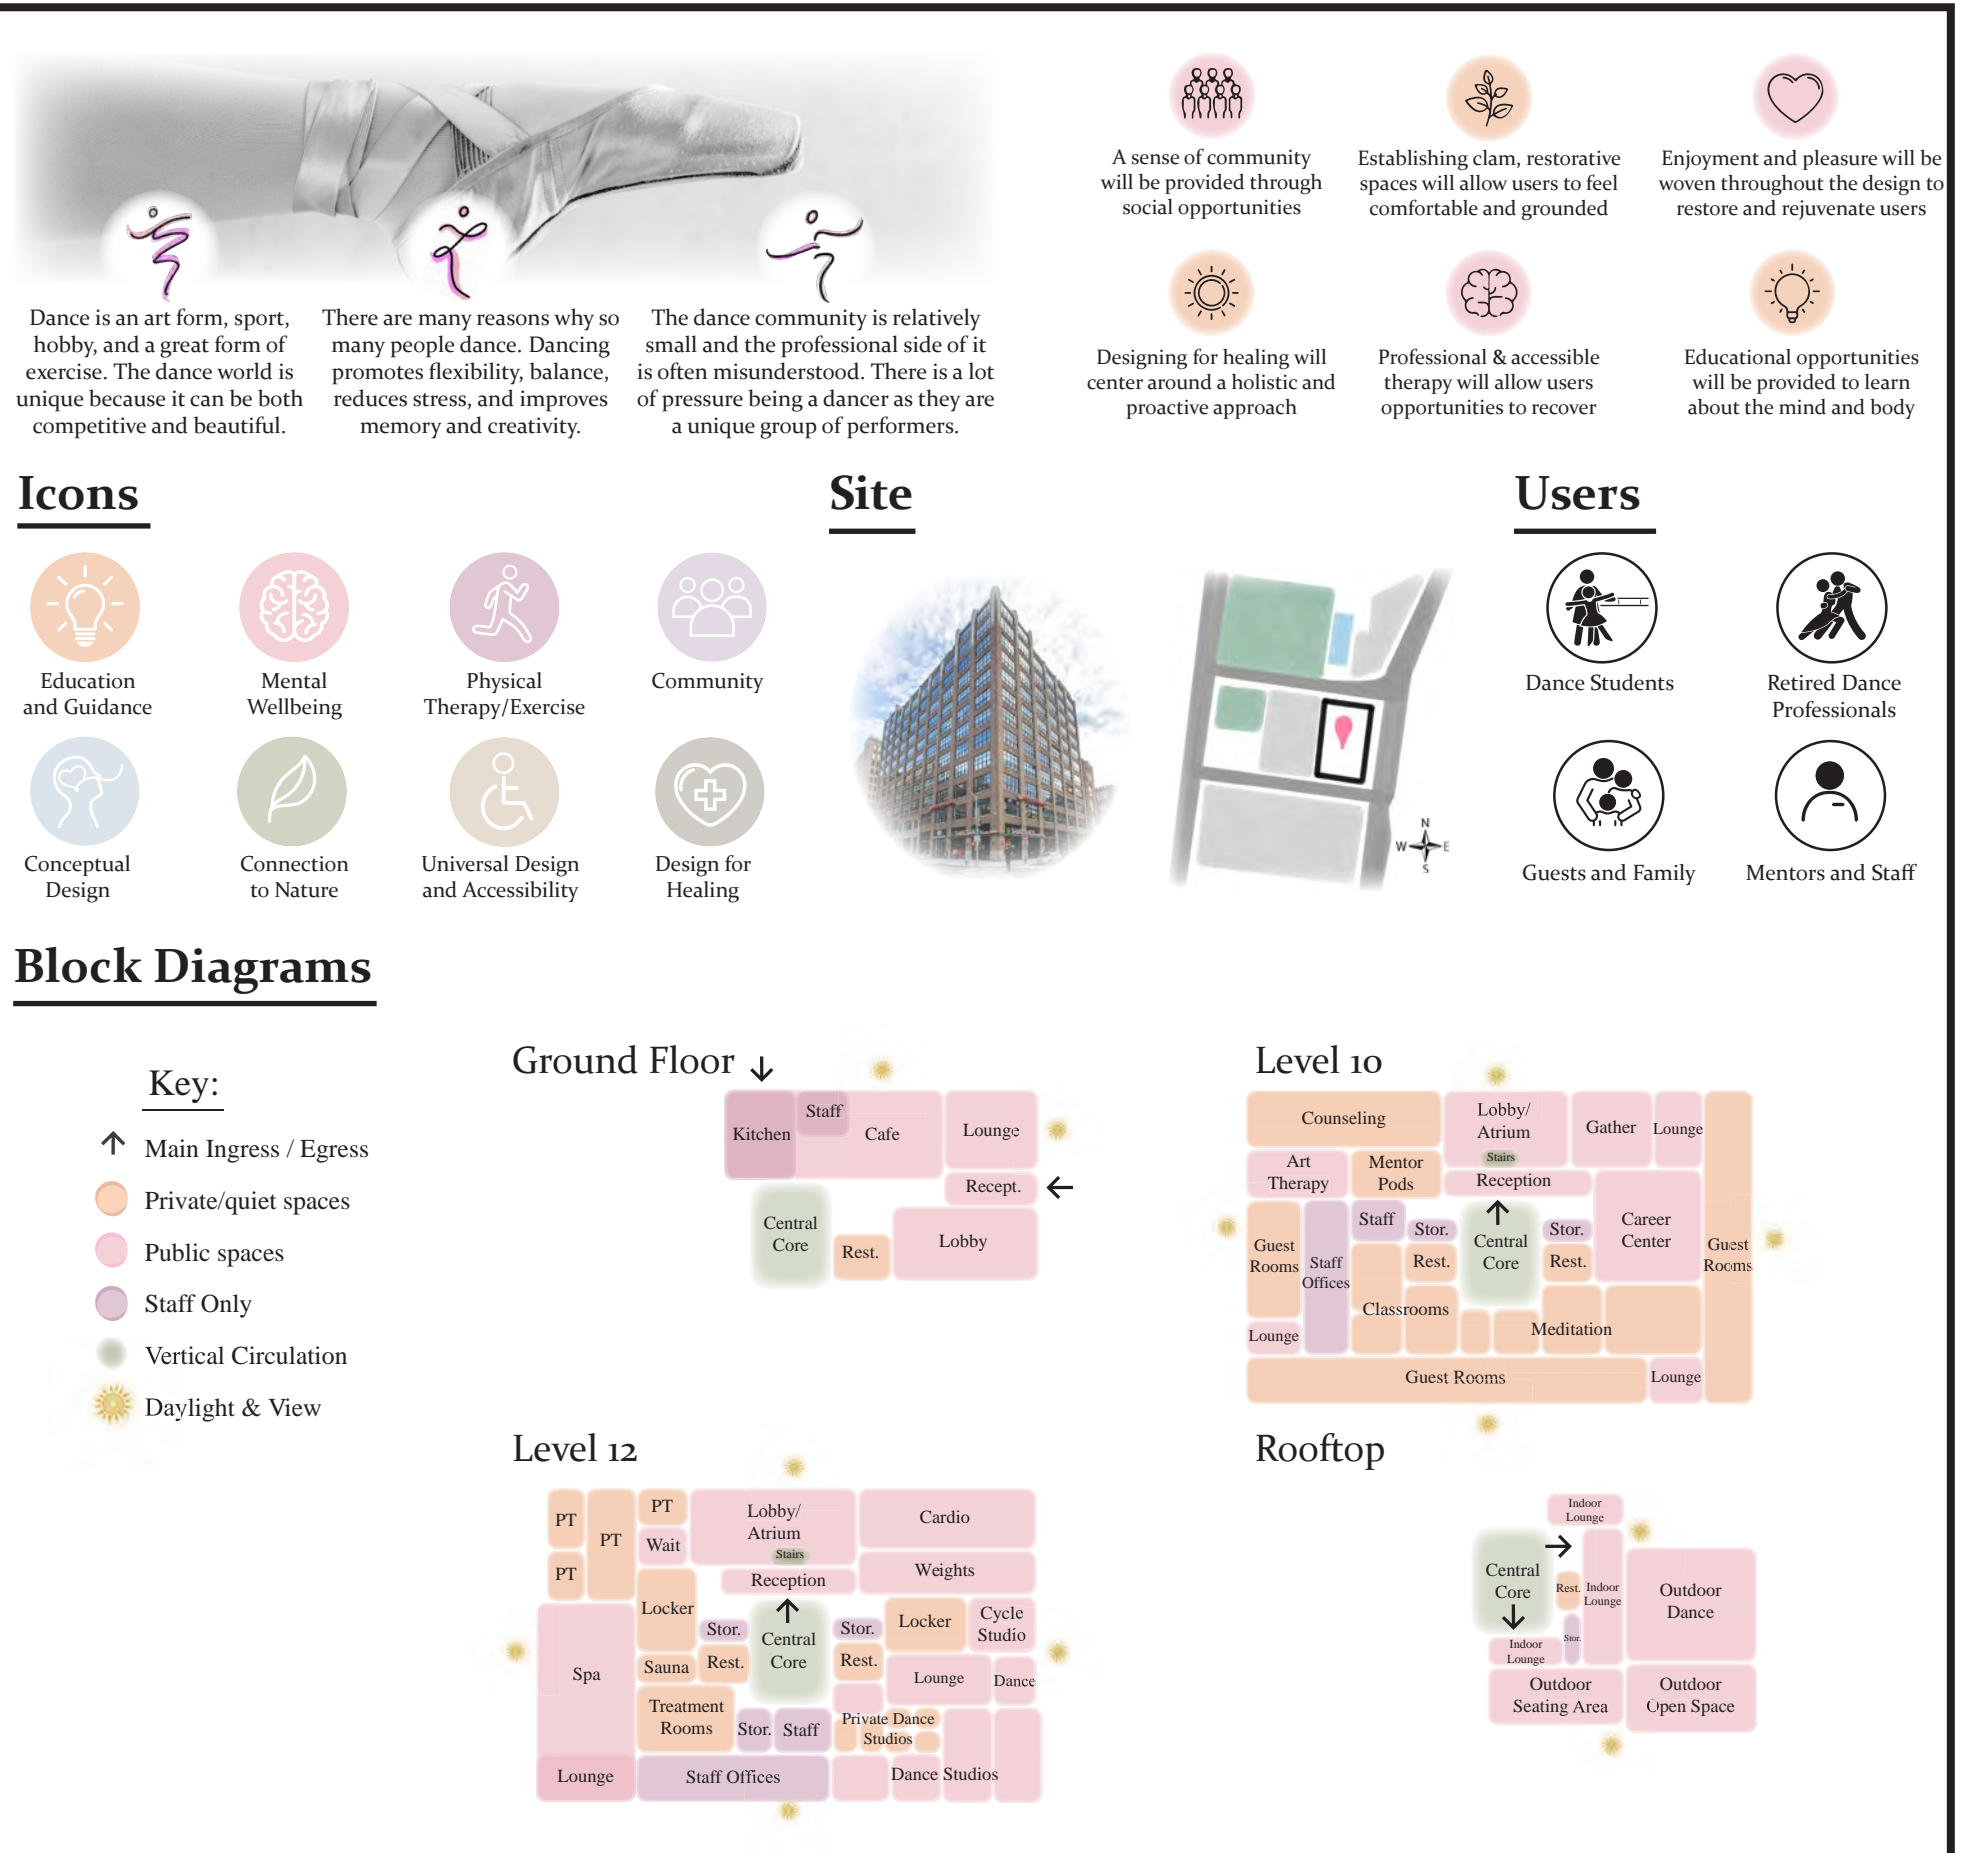 Dance is an art form, sport,
hobby, and a great form of
exercise. The dance world is
unique because it can be both
competitive and beautiful.
There are many reasons why so
many people dance. Dancing
promotes flexibility, balance,
reduces stress, and improves
memory and creativity.
The dance community is relatively
small and the professional side of it
is often misunderstood. There is a lot
of pressure being a dancer as they are
a unique group of performers.
A sense of community
will be provided through
social opportunities
Establishing clam, restorative
spaces will allow users to feel
comfortable and grounded
Enjoyment and pleasure will be
woven throughout the design to
restore and rejuvenate users
Designing for healing will
center around a holistic and
proactive approach
Professional & accessible
therapy will allow users
opportunities to recover
Educational opportunities
will be provided to learn
about the mind and body
Icons
Education
and Guidance
Mental
Wellbeing
Physical
Therapy/Exercise
Community
Conceptual
Design
Connection
to Nature
Universal Design
and Accessibility
Design for
Healing
Site
N
W
E
S
Users
Dance Students
Retired Dance
Professionals
Guests and Family
Mentors and Staff
Block Diagrams
Key:
Main Ingress / Egress
Private/quiet spaces
Public spaces
Staff Only
Vertical Circulation
Daylight & View
Ground Floor
Kitchen
Staff
Cafe
Lounge
Recept.
Central
Core
Rest.
Lobby
Level 10
Counseling
Lobby/
Atrium
Stairs
Gather
Lounge
Art
Therapy
Mentor
Pods
Reception
Guest
Rooms
Staff
Offices
Staff
Stor.
Central
Core
Stor.
Career
Center
Guest
Rooms
Rest.
Rest.
Classrooms
Meditation
Lounge
Guest Rooms
Lounge
Level 12
PT
PT
PT
PT
Wait
Lobby/
Atrium
Stairs
Cardio
Weights
Reception
Locker
Stor.
Central
Core
Stor.
Locker
Cycle
Studio
Spa
Sauna
Rest.
Rest.
Lounge
Dance
Treatment
Rooms
Stor.
Staff
Private Dance
Studios
Lounge
Staff Offices
Dance Studios
Rooftop
Indoor
Lounge
Central
Core
Rest.
Indoor
Lounge
Outdoor
Dance
Stor.
Indoor
Lounge
Outdoor
Seating Area
Outdoor
Open Space